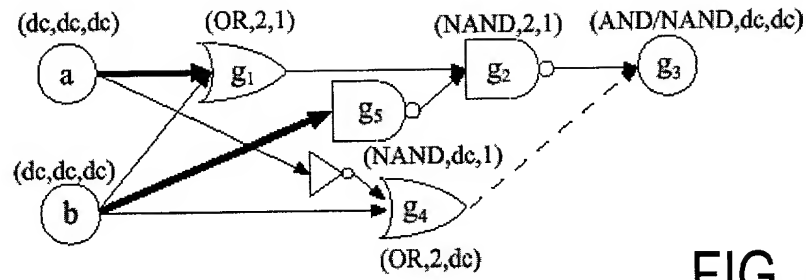 (dc,dc,dc) (OR,2,1) (NAND,2,1) (AND/NAND,dc,dc)
a g1 g2 g3
g5
(dc,dc,dc) (NAND,dc,1)
b g4
(OR,2,dc)
FIG